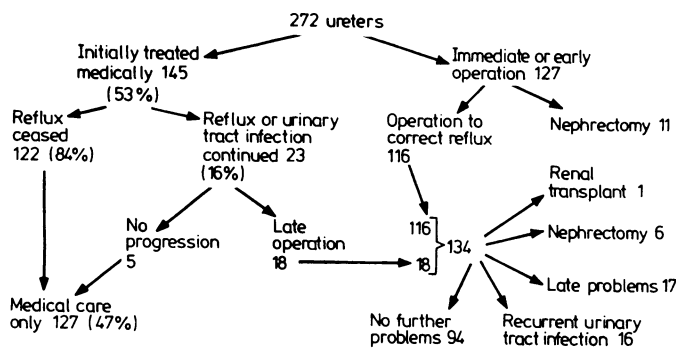 272 ureters
Initially treated
medically 145
(53%)
Immediate or early
operation 127
Reflux
ceased
122 (84%)
Reflux or urinary
tract infection
continued 23
(16%)
Operation to
correct reflux
116
Nephrectomy 11
No
progression
5
Late
operation
18
116
18
134
Renal
transplant 1
Nephrectomy 6
Late problems 17
Medical care
only 127 (47%)
No further
problems 94
Recurrent urinary
tract infection 16